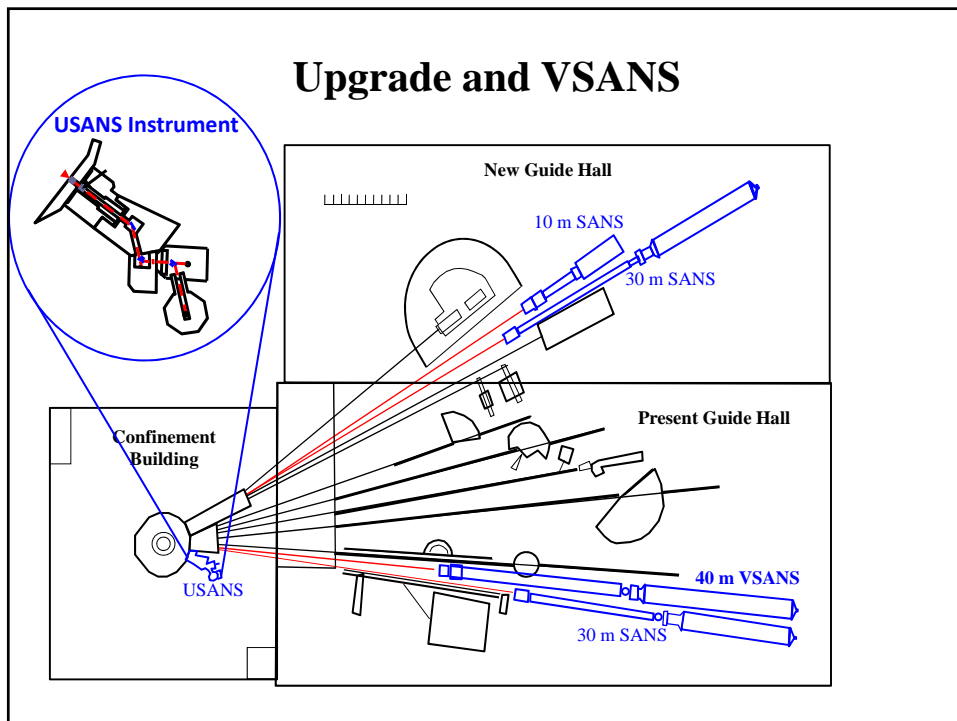 Upgrade and VSANS
USANS Instrument
New Guide Hall
10 m SANS
30 m SANS
Confinement
Building
Present Guide Hall
USANS
40 m VSANS
30 m SANS